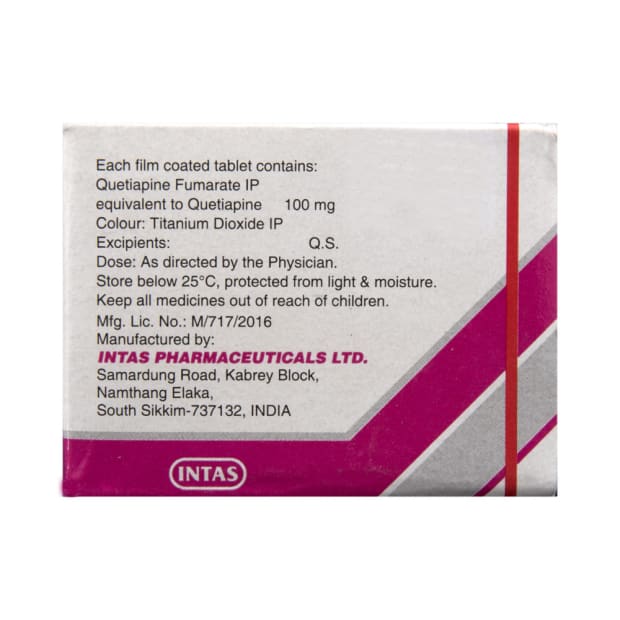 Each film coated tablet contains:
Quetiapine Fumarate IP
equivalent to Quetiapine 100 mg
Colour: Titanium Dioxide IP
Excipients: Q.S.
Dose: As directed by the Physician.
Store below 25°C, protected from light & moisture.
Keep all medicines out of reach of children.
Mfg. Lic. No.: M/717/2016
Manufactured by:
INTAS PHARMACEUTICALS LTD.
Samardung Road, Kabrey Block,
Namthang Elaka,
South Sikkim-737132, INDIA
INTAS